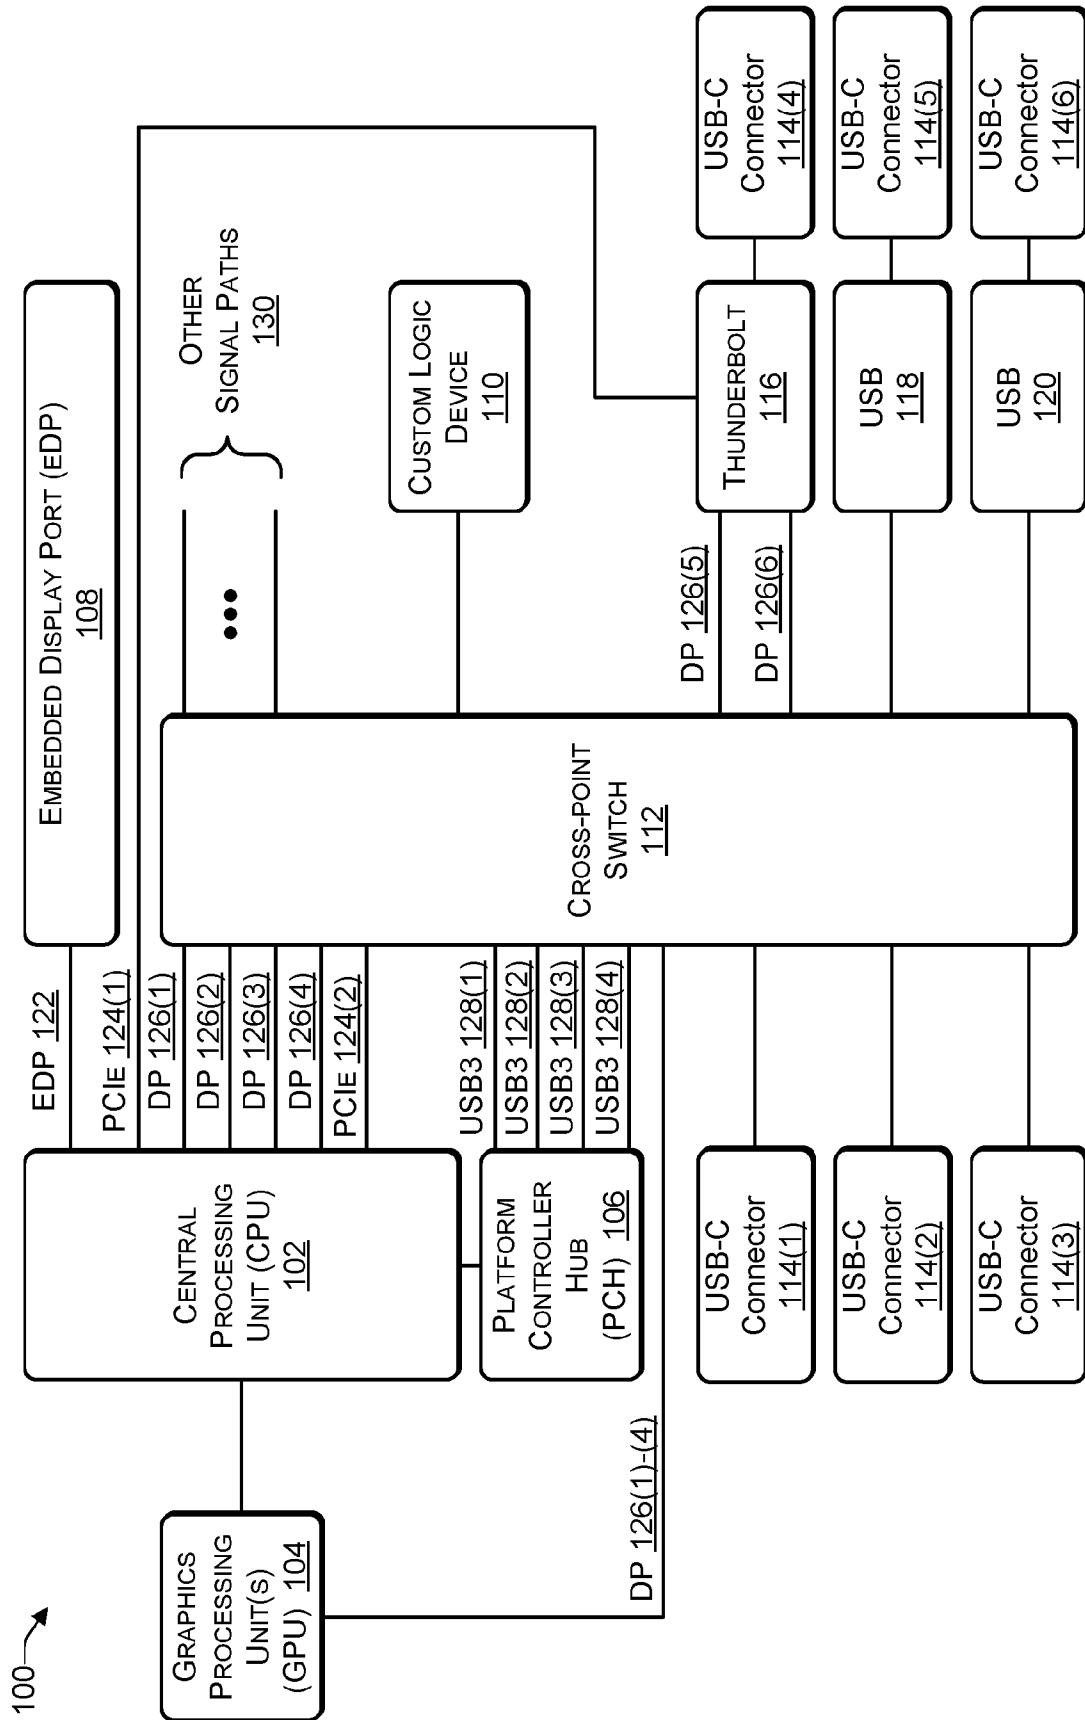 100
GRAPHICS
PROCESSING
UNIT(S)
(GPU) 104
CENTRAL
PROCESSING
UNIT (CPU)
102
PLATFORM
CONTROLLER
HUB
(PCH) 106
DP 126(1)-(4)
USB-C
Connector
114(1)
USB-C
Connector
114(2)
USB-C
Connector
114(3)
EDP 122
PCIE 124(1)
DP 126(1)
DP 126(2)
DP 126(3)
DP 126(4)
PCIE 124(2)
USB3 128(1)
USB3 128(2)
USB3 128(3)
USB3 128(4)
EMBEDDED DISPLAY PORT (EDP)
108
CROSS-POINT
SWITCH
112
OTHER
SIGNAL PATHS
130
CUSTOM LOGIC
DEVICE
110
DP 126(5)
DP 126(6)
THUNDERBOLT
116
USB
118
USB
120
USB-C
Connector
114(4)
USB-C
Connector
114(5)
USB-C
Connector
114(6)